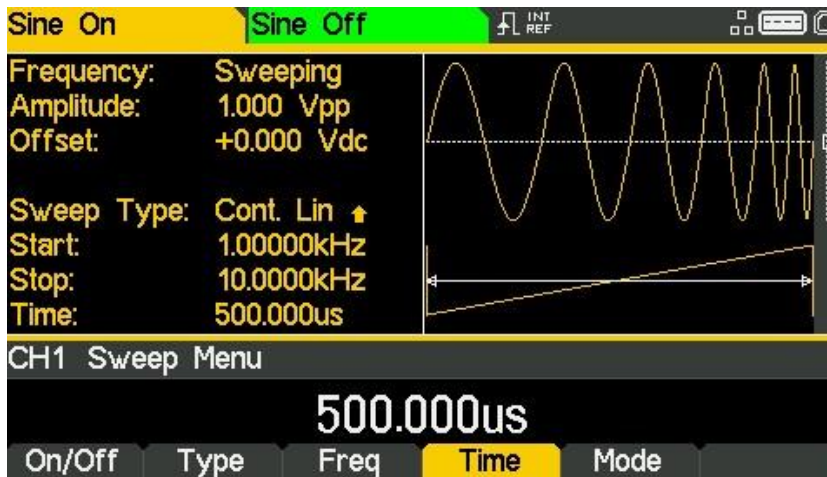 Sine On
Sine Off
INT
REF
Frequency: Sweeping
Amplitude: 1.000 Vpp
Offset: +0.000 Vdc
Sweep Type: Cont. Lin
Start: 1.00000kHz
Stop: 10.0000kHz
Time: 500.000us
CH1 Sweep Menu
500.000us
On/Off Type Freq Time Mode